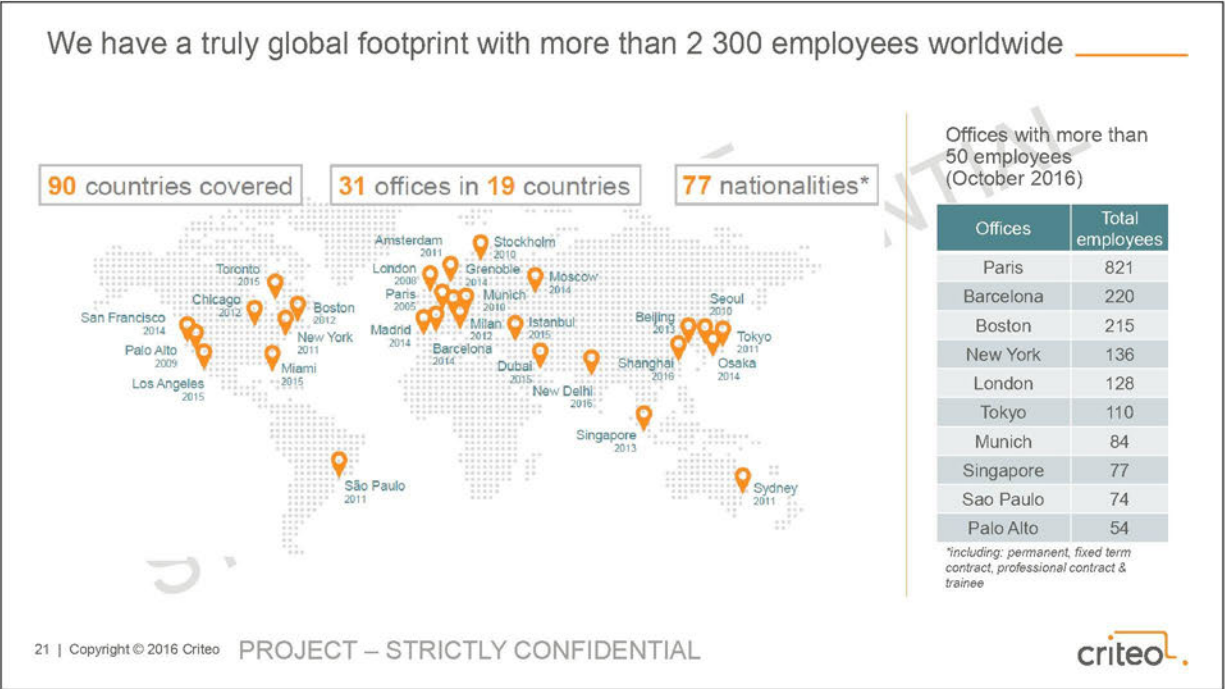 We have a truly global footprint with more than 2 300 employees worldwide
90 countries covered
31 offices in 19 countries
77 nationalities*
Toronto
2015
Chicago
2012
Boston
2012
San Francisco
2014
New York
2011
Palo Alto
2009
Miami
2015
Los Angeles
2015
São Paulo
2011
Amsterdam
2011
Stockholm
2010
London
2008
Grenoble
2014
Moscow
2014
Paris
2005
Munich
2010
Madrid
2014
Milan
2012
Istanbul
2015
Barcelona
2014
Dubai
2015
New Delhi
2016
Seoul
2010
Beijing
2013
Tokyo
2011
Shanghai
2016
Osaka
2014
Singapore
2013
Sydney
2011
Offices with more than
50 employees
(October 2016)
Offices Total employees
Paris 821
Barcelona 220
Boston 215
New York 136
London 128
Tokyo 110
Munich 84
Singapore 77
Sao Paulo 74
Palo Alto 54
*including: permanent, fixed term
contract, professional contract &
trainee
21 | Copyright © 2016 Criteo PROJECT – STRICTLY CONFIDENTIAL
criteo